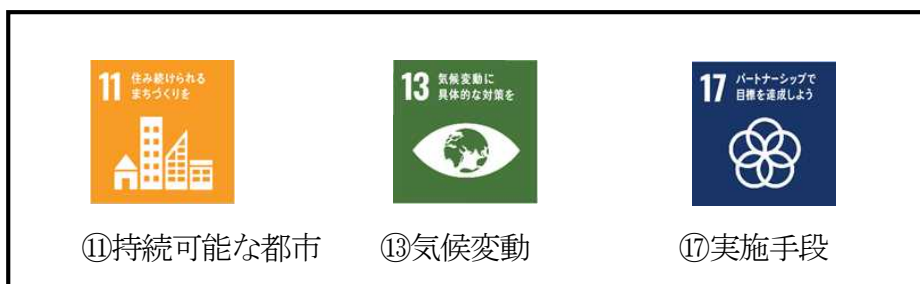 11 住み続けられる
まちづくりを
13 気候変動に
具体的な対策を
17 パートナーシップで
目標を達成しよう
⑪持続可能な都市
⑬気候変動
⑰実施手段